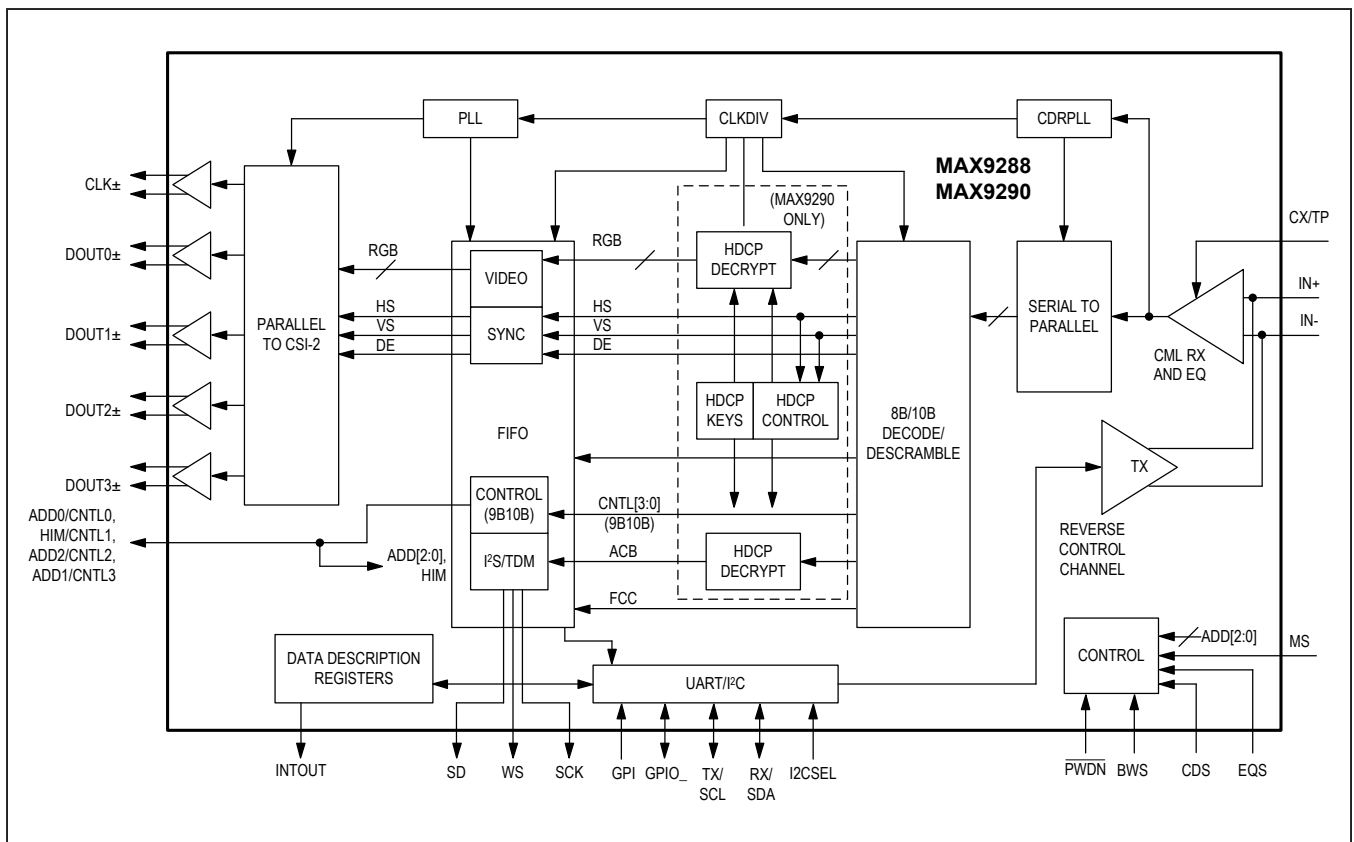 PLL
CLKDIV
CDRPLL
MAX9288
MAX9290
(MAX9290
ONLY)
CLK±
DOUT0±
DOUT1±
DOUT2±
DOUT3±
PARALLEL
TO CSI-2
RGB
HS
VS
DE
VIDEO
SYNC
FIFO
CONTROL
(9B10B)
I²S/TDM
RGB
HS
VS
DE
HDCP
DECRYPT
HDCP
KEYS
HDCP
CONTROL
CNTL[3:0]
(9B10B)
ACB
HDCP
DECRYPT
FCC
8B/10B
DECODE/
DESCRAMBLE
SERIAL TO
PARALLEL
CML RX
AND EQ
CX/TP
IN+
IN-
TX
REVERSE
CONTROL
CHANNEL
ADD0/CNTL0,
HIM/CNTL1,
ADD2/CNTL2,
ADD1/CNTL3
ADD[2:0],
HIM
DATA DESCRIPTION
REGISTERS
UART/I²C
CONTROL
ADD[2:0]
MS
INTOUT
SD
WS
SCK
GPI
GPIO_
TX/
SCL
RX/
SDA
I2CSEL
PWDN
BWS
CDS
EQS